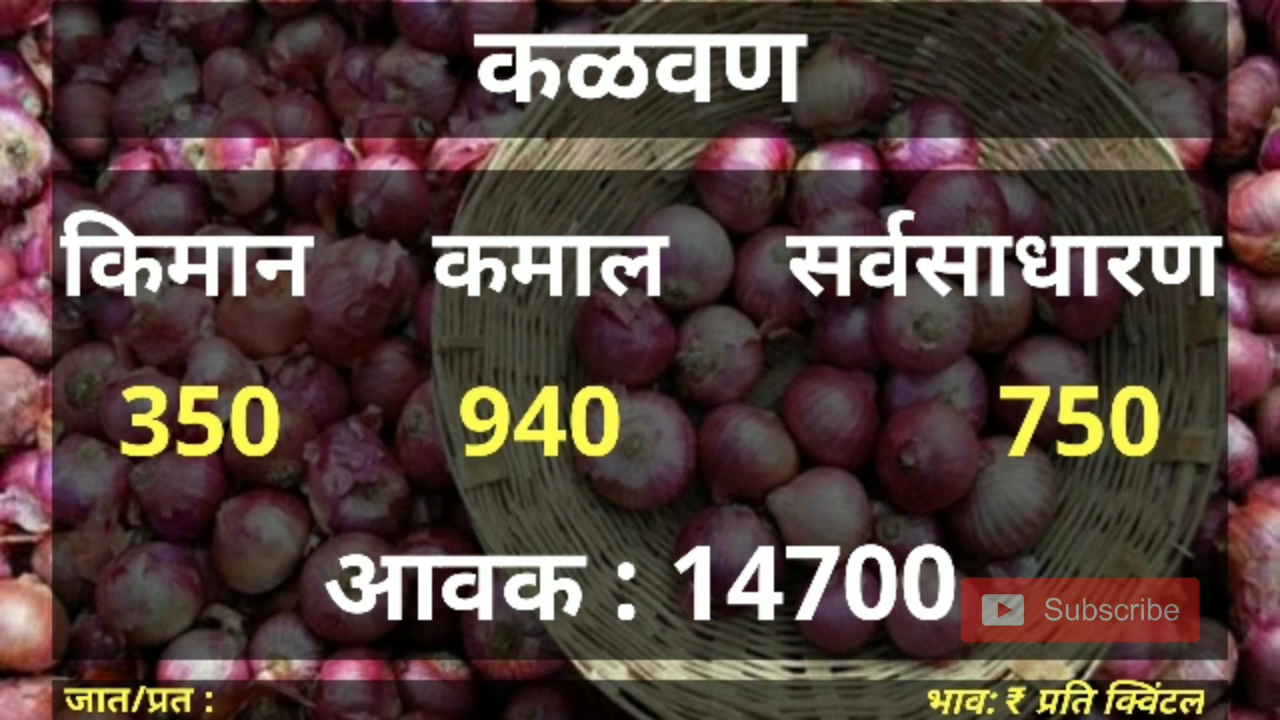 कळवण
किमान कमाल सर्वसाधारण
350 940 750
आवक : 14700
Subscribe
जात/प्रत : भाव: ₹ प्रति क्विंटल